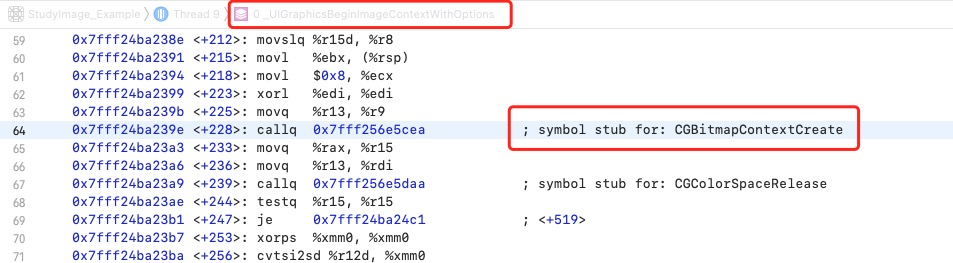 StudyImage_Example 〉 Thread 9 〉 0 _UIGraphicsBeginImageContextWithOptions
59 0x7fff24ba238e <+212>: movslq %r15d, %r8
60 0x7fff24ba2391 <+215>: movl %ebx, (%rsp)
61 0x7fff24ba2394 <+218>: movl $0x8, %ecx
62 0x7fff24ba2399 <+223>: xorl %edi, %edi
63 0x7fff24ba239b <+225>: movq %r13, %r9
64 0x7fff24ba239e <+228>: callq 0x7fff256e5cea ; symbol stub for: CGBitmapContextCreate
65 0x7fff24ba23a3 <+233>: movq %rax, %r15
66 0x7fff24ba23a6 <+236>: movq %r13, %rdi
67 0x7fff24ba23a9 <+239>: callq 0x7fff256e5daa ; symbol stub for: CGColorSpaceRelease
68 0x7fff24ba23ae <+244>: testq %r15, %r15
69 0x7fff24ba23b1 <+247>: je 0x7fff24ba24c1 ; <+519>
70 0x7fff24ba23b7 <+253>: xorps %xmm0, %xmm0
71 0x7fff24ba23ba <+256>: cvtsi2sd %r12d, %xmm0